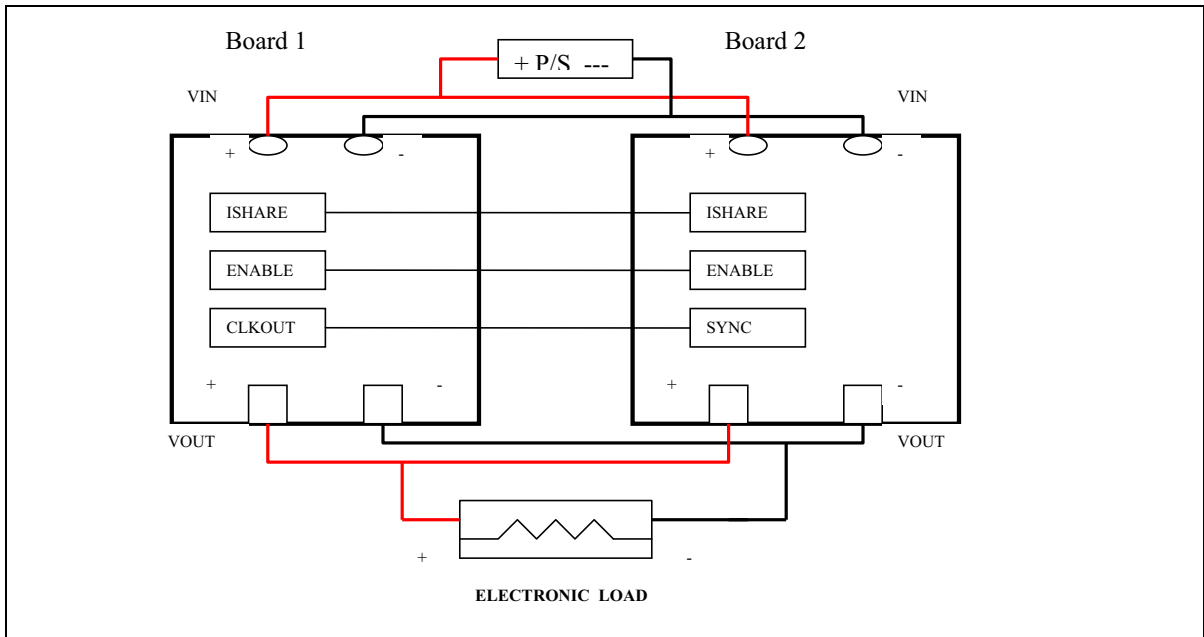 Board 1
Board 2
+ P/S ---
VIN
VIN
+ -
+ -
ISHARE
ISHARE
ENABLE
ENABLE
CLKOUT
SYNC
+ -
+ -
VOUT
VOUT
+ -
ELECTRONIC LOAD